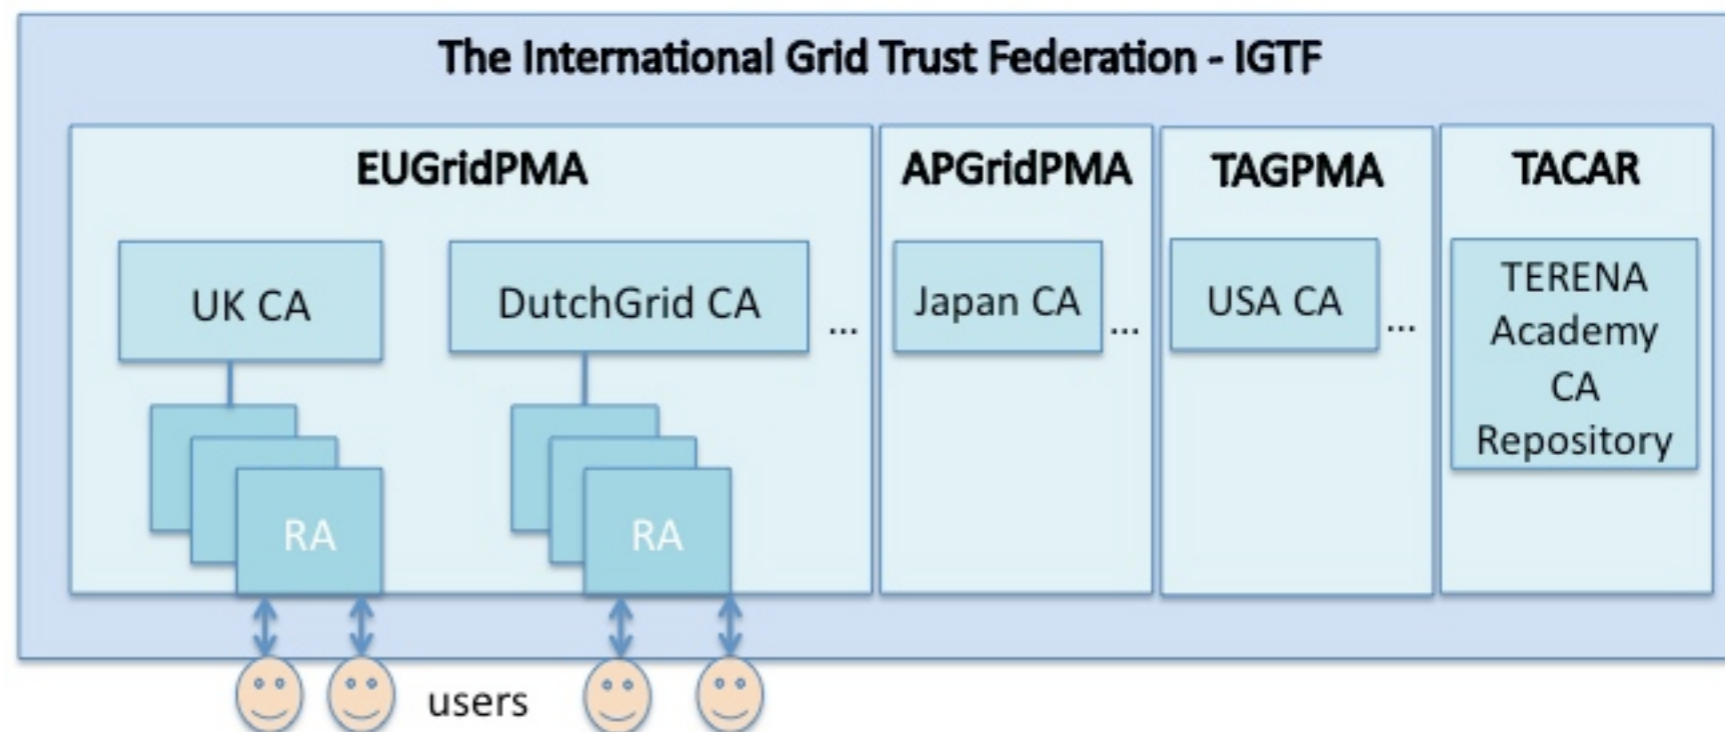 The International Grid Trust Federation - IGTF
EUGridPMA
APGridPMA
TAGPMA
TACAR
UK CA
DutchGrid CA
...
Japan CA
...
USA CA
...
TERENA
Academy
CA
Repository
RA
RA
users